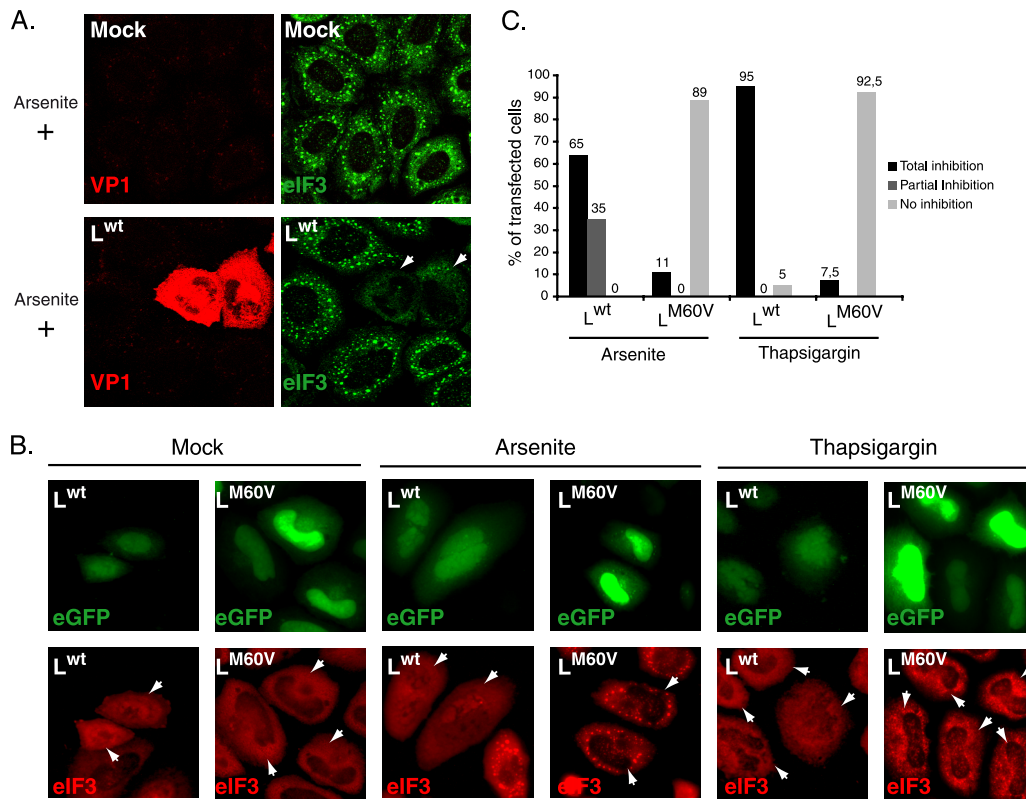 A.
Mock
Mock
Arsenite
+
VP1
eIF3
L wt
L wt
Arsenite
+
VP1
eIF3
C.
% of transfected cells
100
90
80
70
60
50
40
30
20
10
0
65
35
0
11
0
89
95
0
5
7,5
92,5
L wt
L M60V
L wt
L M60V
Arsenite
Thapsigargin
Total inhibition
Partial Inhibition
No inhibition
B.
Mock
Arsenite
Thapsigargin
L wt
L M60V
L wt
L M60V
L wt
L M60V
eGFP
eGFP
eGFP
eGFP
eGFP
eGFP
L wt
L M60V
L wt
L M60V
L wt
L M60V
eIF3
eIF3
eIF3
eIF3
eIF3
eIF3